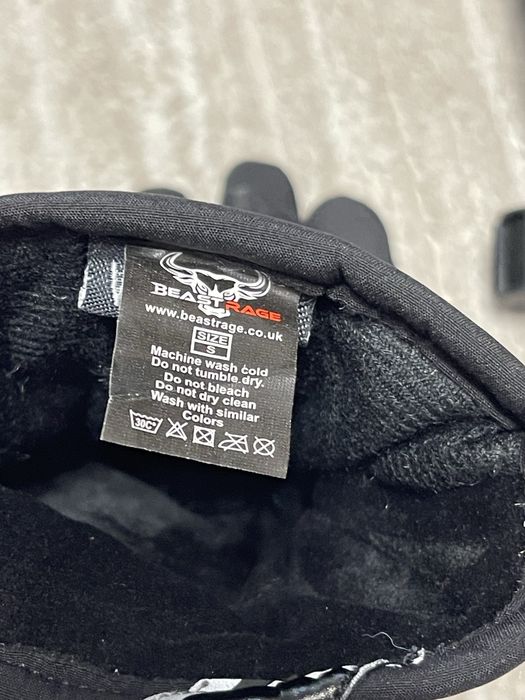 BEASTRAGE
www.beastrage.co.uk
SIZE
S
Machine wash cold
Do not tumble dry.
Do not bleach
Do not dry clean
Wash with similar
Colors
30C°